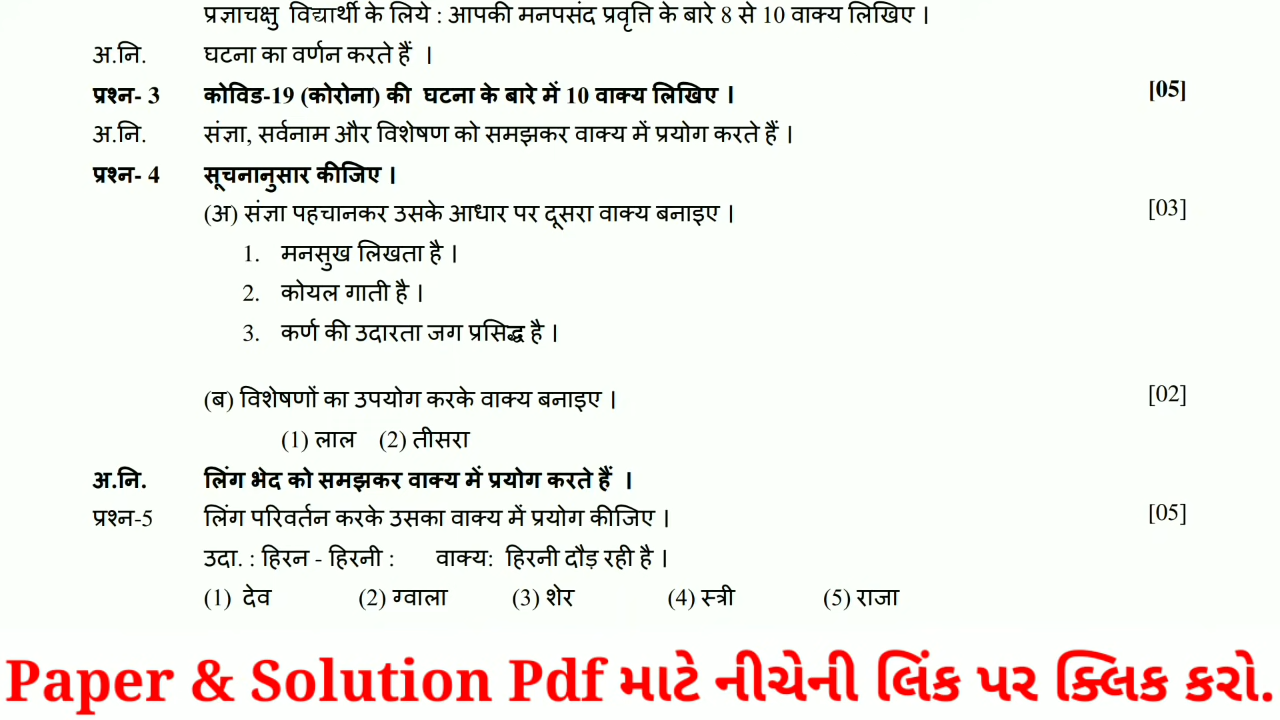 प्रज्ञाचक्षु विद्यार्थी के लिये : आपकी मनपसंद प्रवृत्ति के बारे 8 से 10 वाक्य लिखिए ।
अ.नि. घटना का वर्णन करते हैं ।
प्रश्न- 3 कोविड-19 (कोरोना) की घटना के बारे में 10 वाक्य लिखिए । [05]
अ.नि. संज्ञा, सर्वनाम और विशेषण को समझकर वाक्य में प्रयोग करते हैं ।
प्रश्न- 4 सूचनानुसार कीजिए ।
(अ) संज्ञा पहचानकर उसके आधार पर दूसरा वाक्य बनाइए । [03]
1. मनसुख लिखता है ।
2. कोयल गाती है ।
3. कर्ण की उदारता जग प्रसिद्ध है ।
(ब) विशेषणों का उपयोग करके वाक्य बनाइए । [02]
(1) लाल (2) तीसरा
अ.नि. लिंग भेद को समझकर वाक्य में प्रयोग करते हैं ।
प्रश्न-5 लिंग परिवर्तन करके उसका वाक्य में प्रयोग कीजिए । [05]
उदा. : हिरन - हिरनी : वाक्य: हिरनी दौड़ रही है ।
(1) देव (2) ग्वाला (3) शेर (4) स्त्री (5) राजा
Paper & Solution Pdf માટે નીચેની લિંક પર ક્લિક કરો.